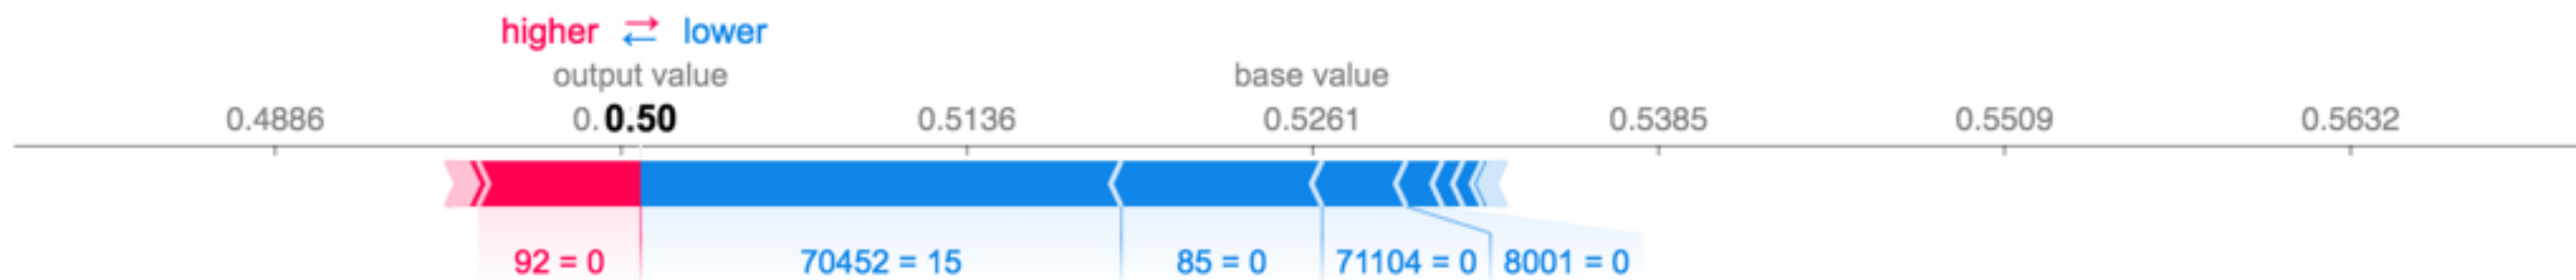 higher lower
output value base value
0.4886 0. 0.50 0.5136 0.5261 0.5385 0.5509 0.5632
92 = 0 70452 = 15 85 = 0 71104 = 0 8001 = 0